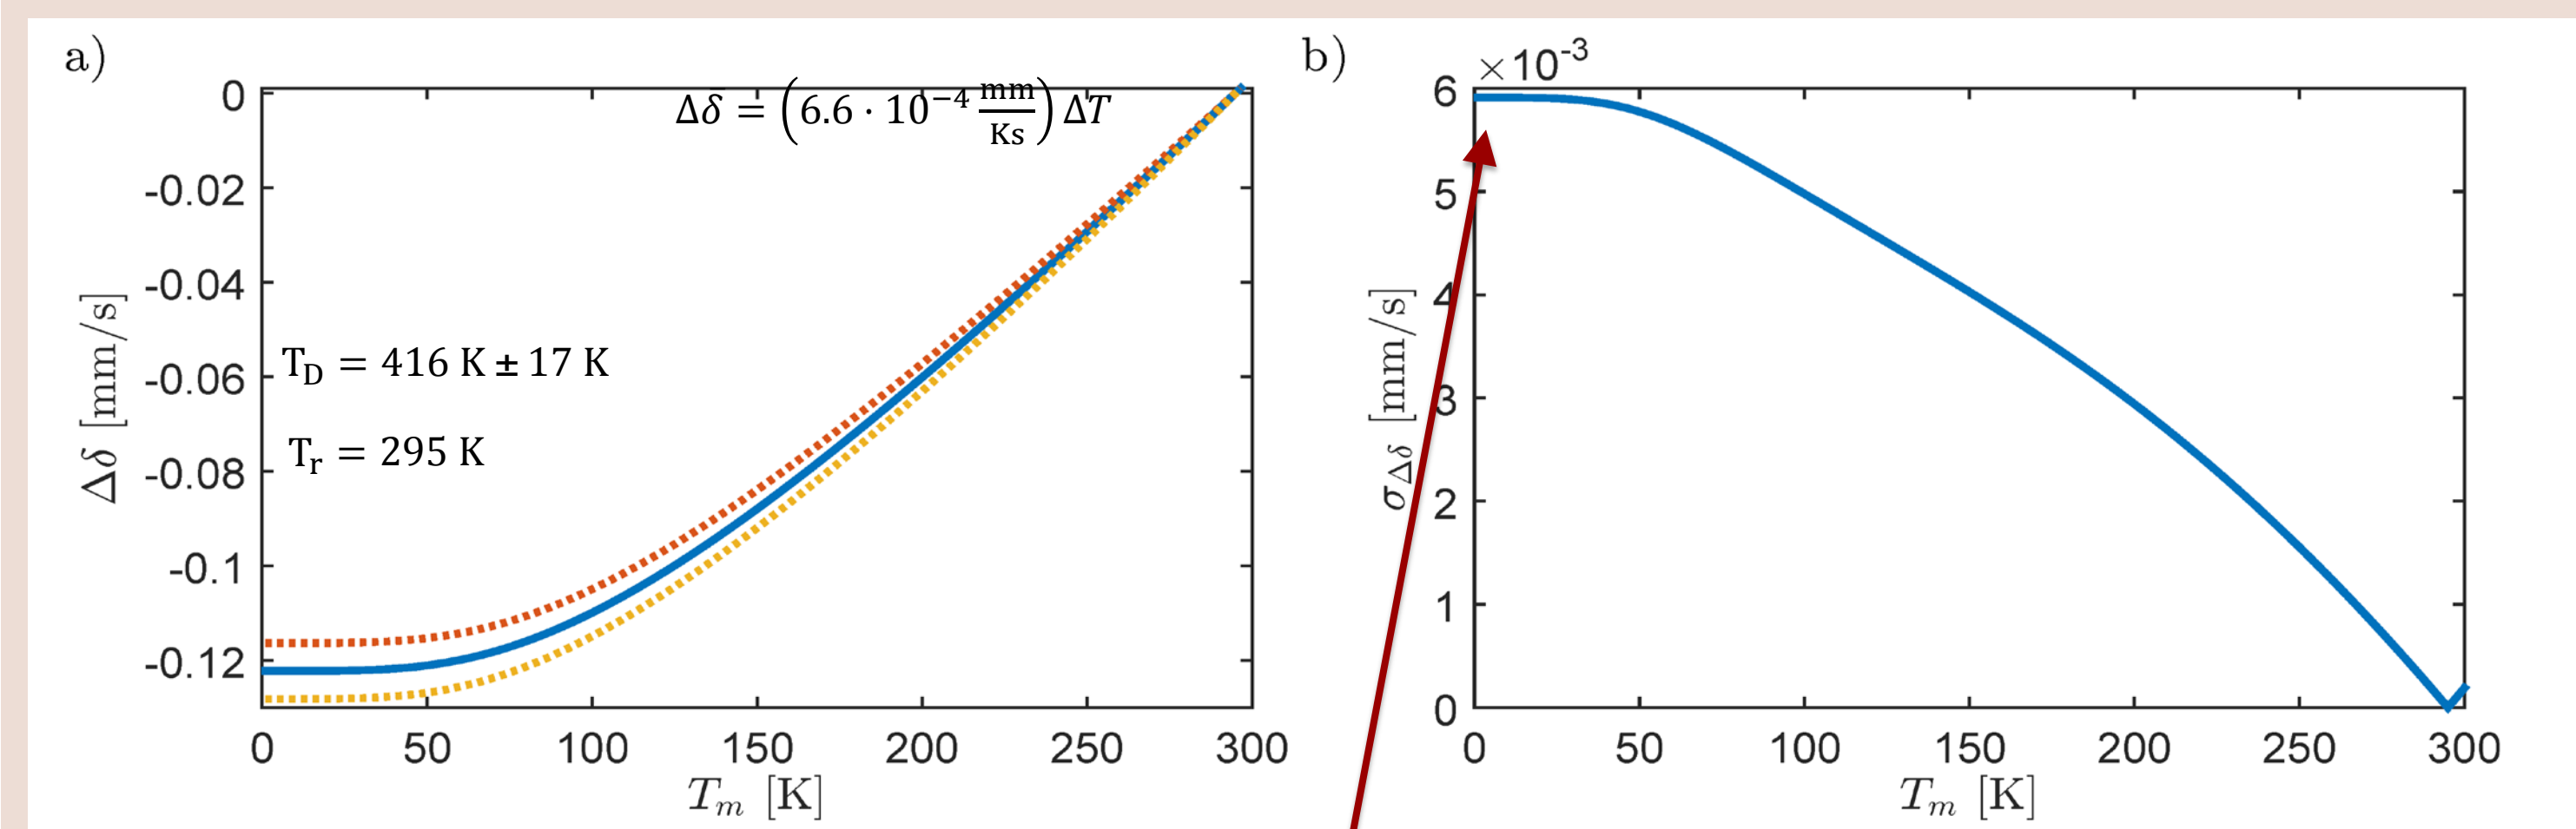 a)
Δδ = (6.6 · 10⁻⁴ mm/Ks) ΔT
T_D = 416 K ± 17 K
T_r = 295 K
0
-0.02
-0.04
-0.06
-0.08
-0.1
-0.12
Δδ [mm/s]
0 50 100 150 200 250 300
T_m [K]
b)
×10⁻³
6
5
4
3
2
1
0
σ_Δδ [mm/s]
0 50 100 150 200 250 300
T_m [K]